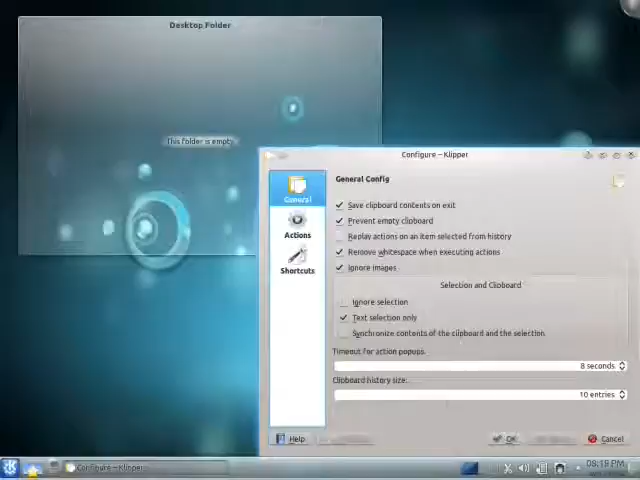 Desktop Folder
This folder is empty.
Configure – Klipper
General
Actions
Shortcuts
General Config
Save clipboard contents on exit
Prevent empty clipboard
Replay actions on an item selected from history
Remove whitespace when executing actions
Ignore images
Selection and Clipboard
Ignore selection
Text selection only
Synchronize contents of the clipboard and the selection
Timeout for action popups:
8 seconds
Clipboard history size:
10 entries
Help
OK
Cancel
Configure – Klipper
08:19 PM